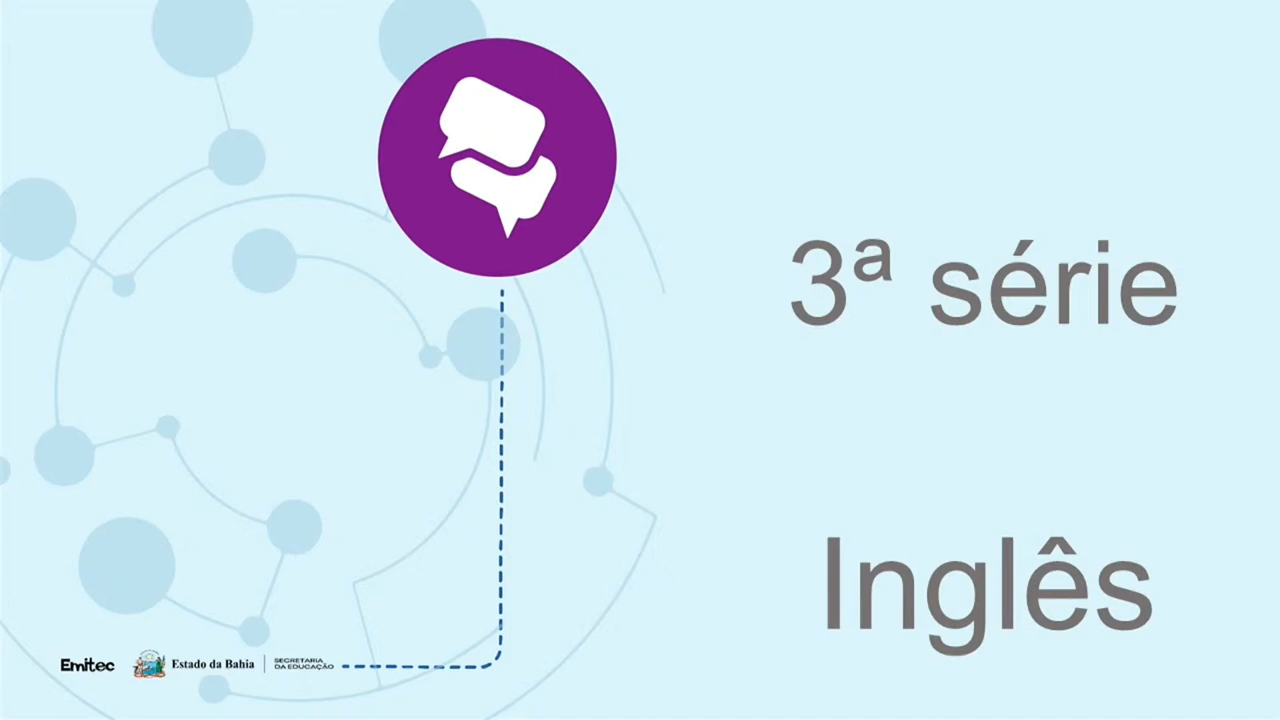 3ª série
Inglês
Emitec
Estado da Bahia
SECRETARIA
DA EDUCAÇÃO